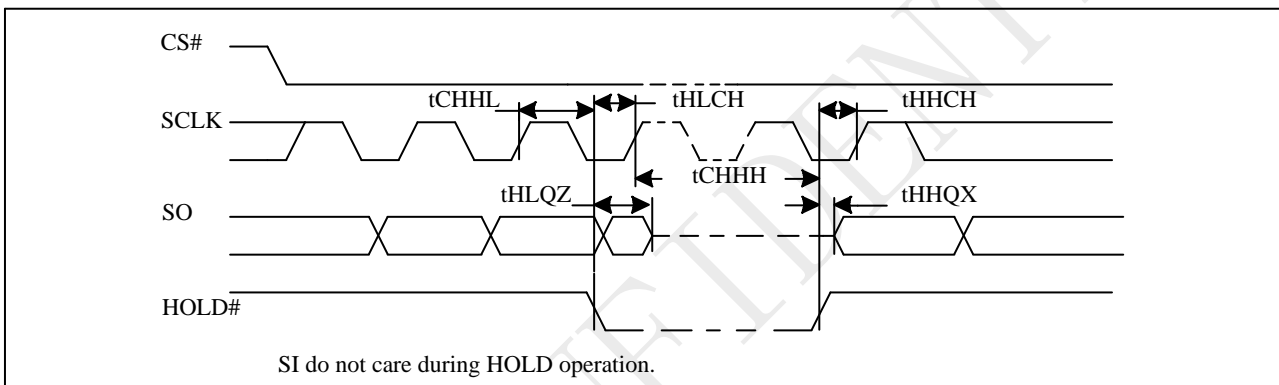 CS#
tCHHL
tHLCH
tHHCH
SCLK
tCHHH
tHLQZ
tHHQX
SO
HOLD#
SI do not care during HOLD operation.